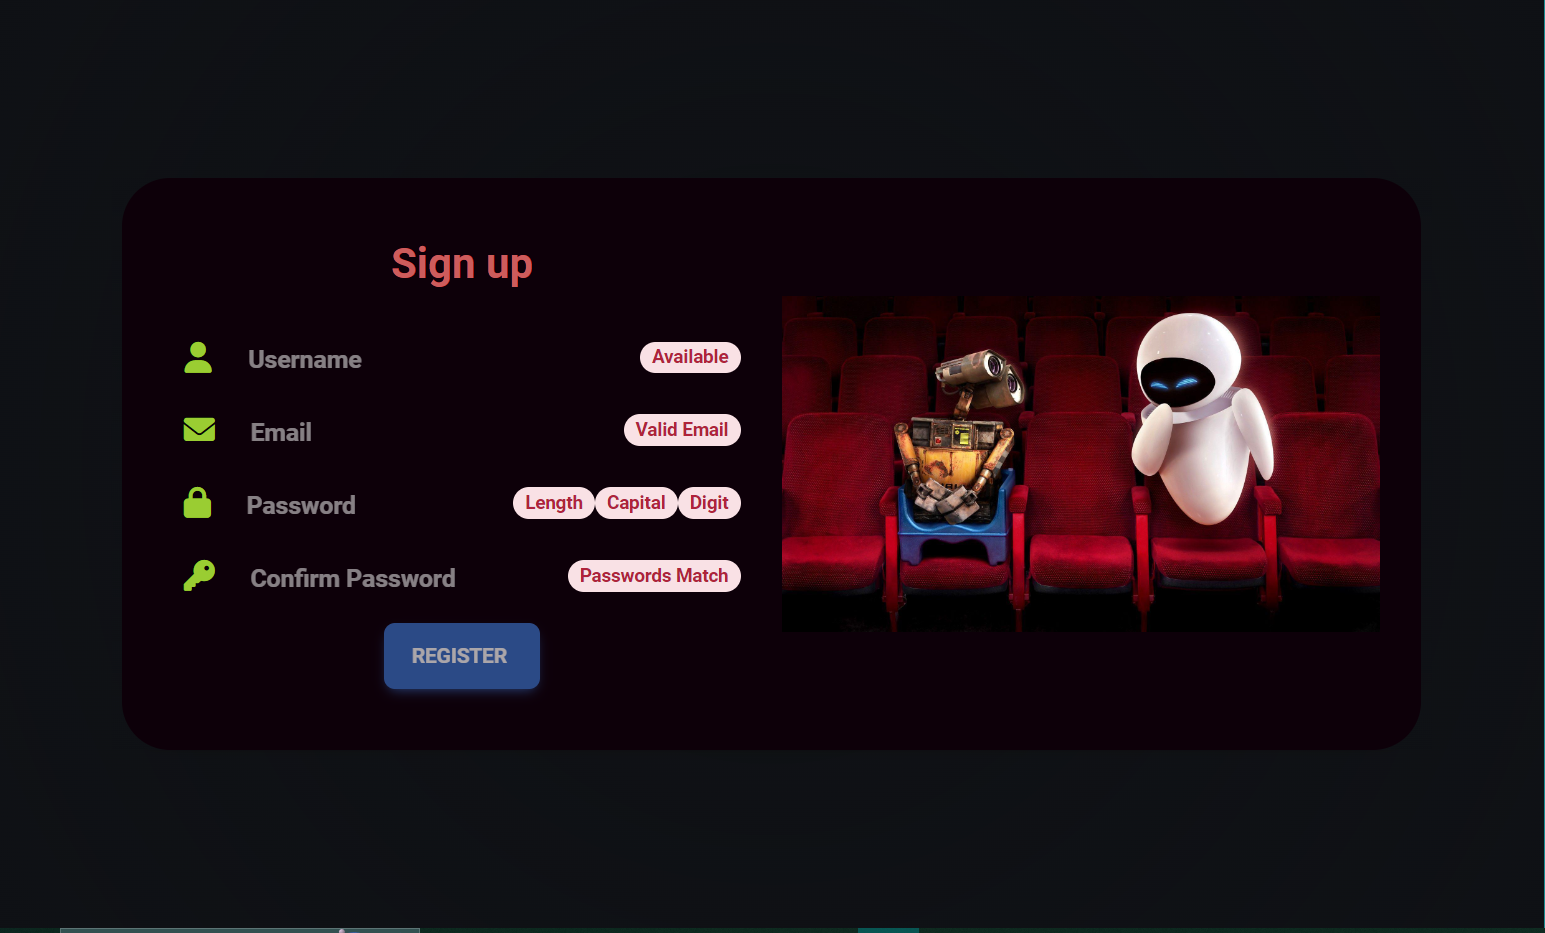 Sign up
Username Available
Email Valid Email
Password Length Capital Digit
Confirm Password Passwords Match
REGISTER